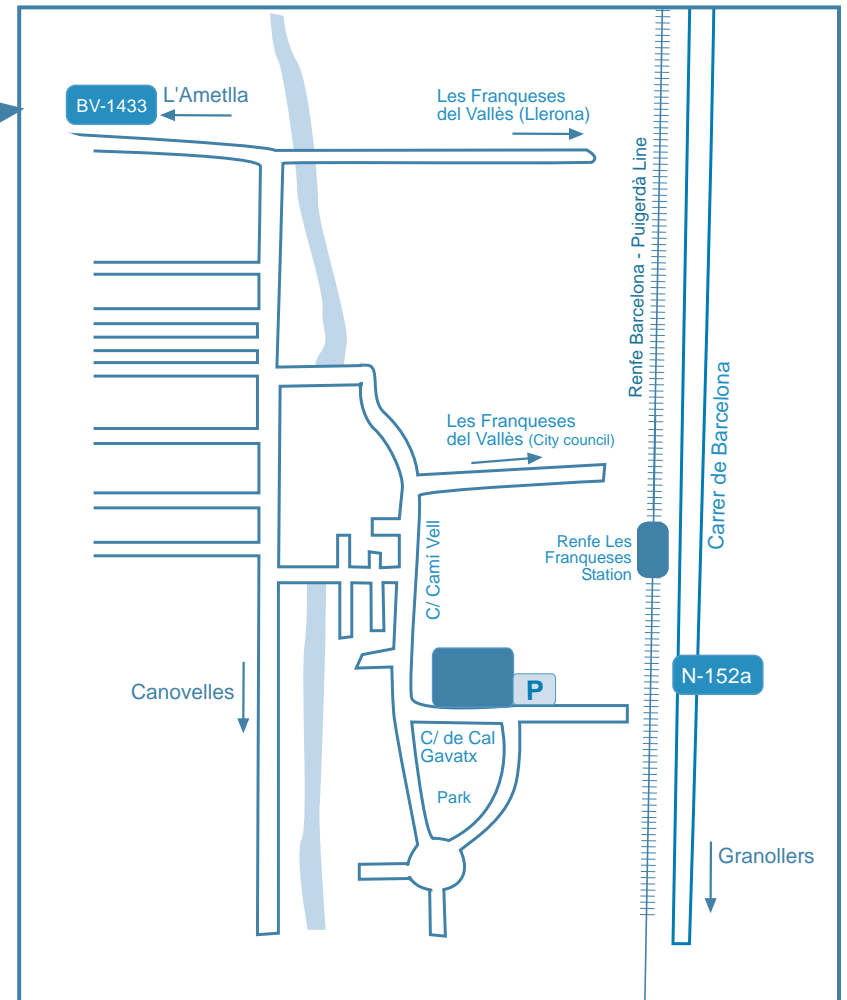 BV-1433
L'Ametlla
Les Franqueses
del Vallès (Llerona)
Renfe Barcelona - Puigerdà Line
Carrer de Barcelona
Les Franqueses
del Vallès (City council)
C/ Camí Vell
Renfe Les
Franqueses
Station
N-152a
Canovelles
P
C/ de Cal
Gavatx
Park
Granollers